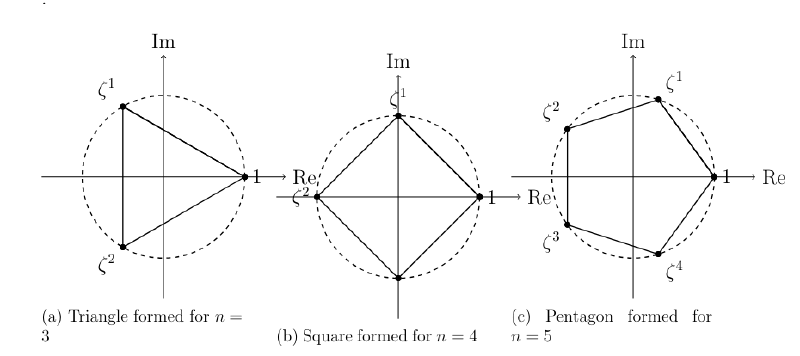 Im
ζ¹
1
Re
ζ²
(a) Triangle formed for n =
3
Im
ζ¹
ζ²
1
Re
(b) Square formed for n = 4
Im
ζ¹
ζ²
1
Re
ζ³
ζ⁴
(c) Pentagon formed for
n = 5